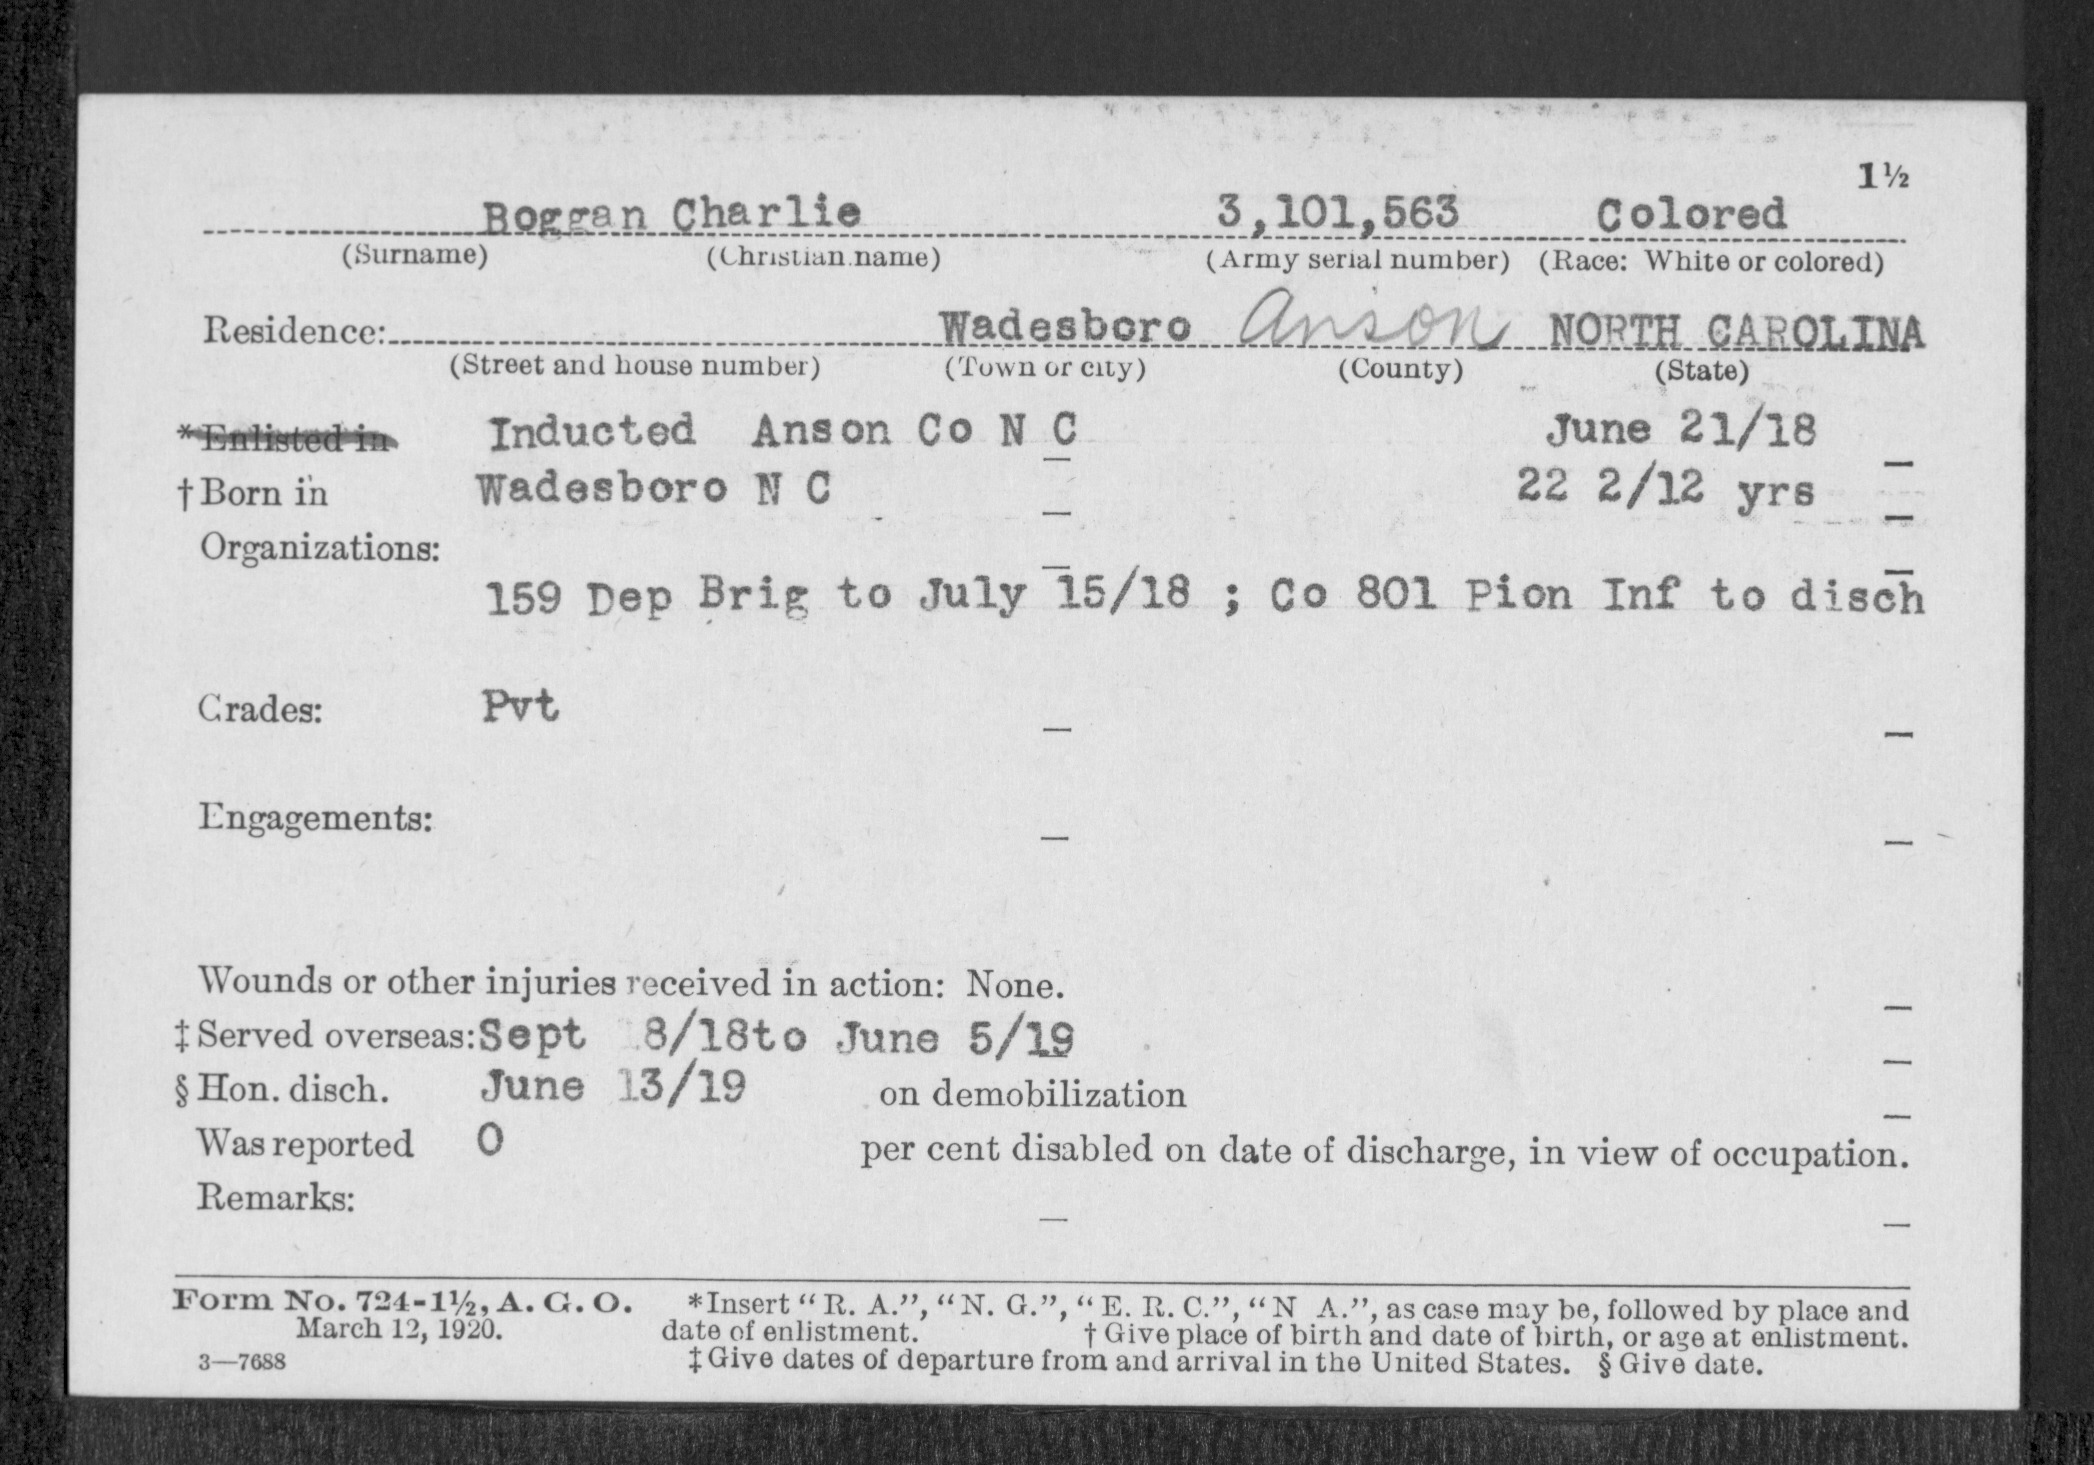 1½
Boggan Charlie 3,101,563 Colored
(Surname) (Christian name) (Army serial number) (Race: White or colored)
Residence: Wadesboro Anson NORTH CAROLINA
(Street and house number) (Town or city) (County) (State)
*Enlisted in Inducted Anson Co N C June 21/18
†Born in Wadesboro N C 22 2/12 yrs
Organizations:
159 Dep Brig to July 15/18 ; Co 801 Pion Inf to disch
Grades: Pvt
Engagements:
Wounds or other injuries received in action: None.
‡Served overseas: Sept 8/18to June 5/19
§Hon. disch. June 13/19 on demobilization
Was reported 0 per cent disabled on date of discharge, in view of occupation.
Remarks:
Form No. 724-1½, A. G. O. *Insert “R. A.”, “N. G.”, “E. R. C.”, “N A.”, as case may be, followed by place and
March 12, 1920. date of enlistment. †Give place of birth and date of birth, or age at enlistment.
3—7688 ‡Give dates of departure from and arrival in the United States. §Give date.